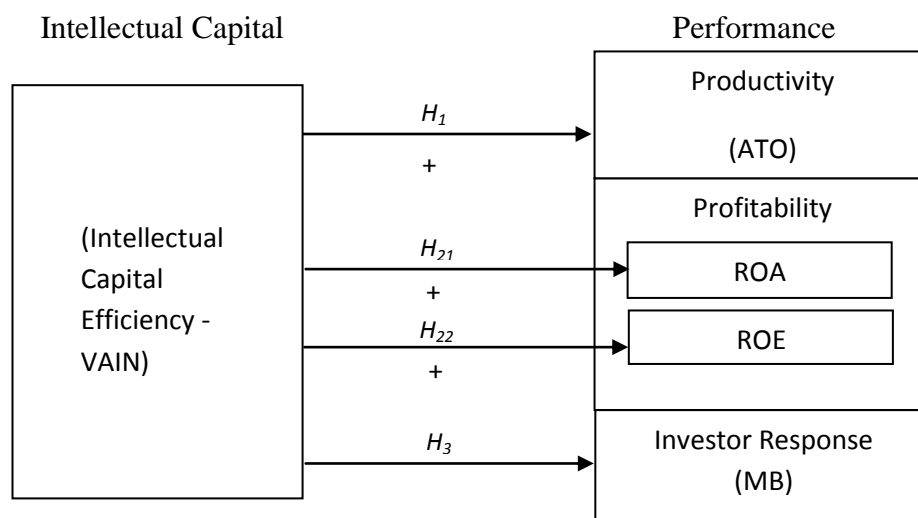 Intellectual Capital
Performance
(Intellectual
Capital
Efficiency -
VAIN)
H1
+
H21
+
H22
+
H3
Productivity
(ATO)
Profitability
ROA
ROE
Investor Response
(MB)